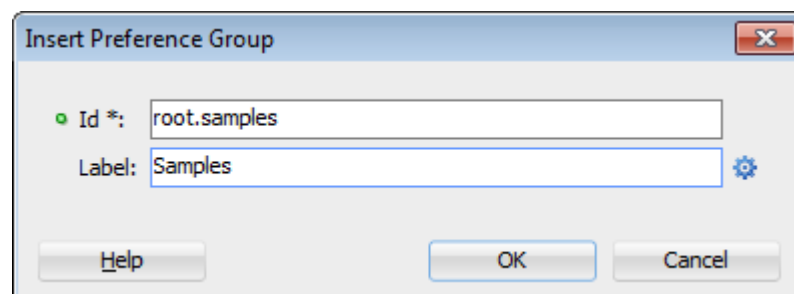 Insert Preference Group
Id *: root.samples
Label: Samples
Help OK Cancel